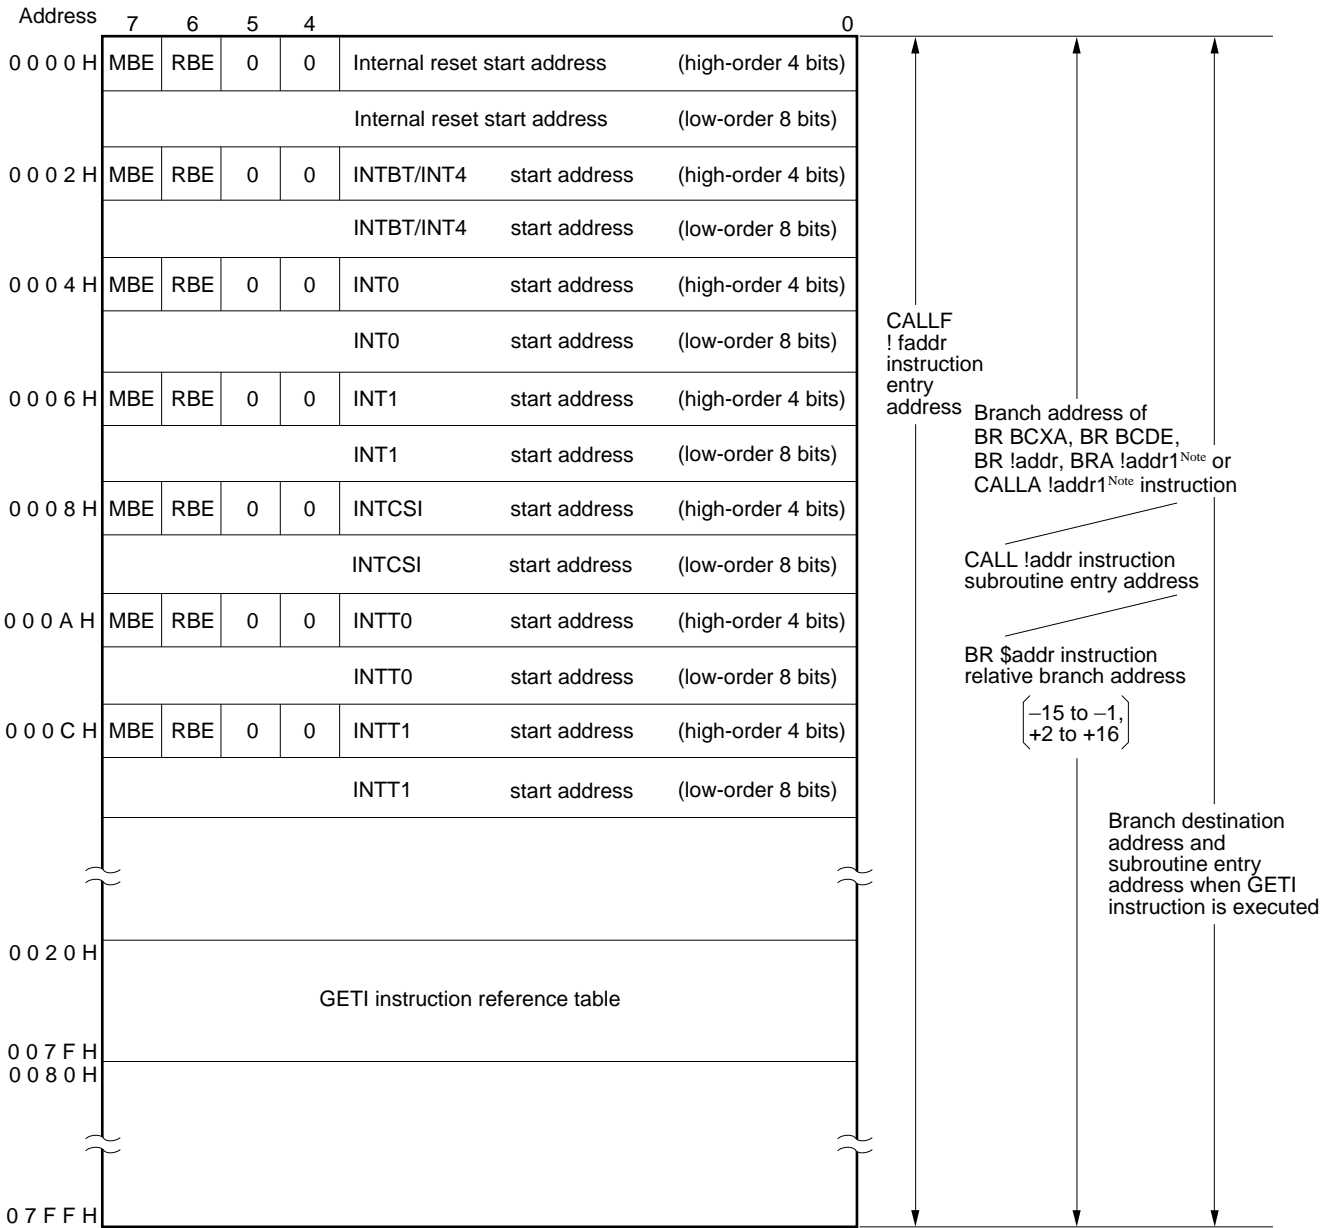 Address 7 6 5 4 0
0000H MBE RBE 0 0 Internal reset start address (high-order 4 bits)
Internal reset start address (low-order 8 bits)
0002H MBE RBE 0 0 INTBT/INT4 start address (high-order 4 bits)
INTBT/INT4 start address (low-order 8 bits)
0004H MBE RBE 0 0 INT0 start address (high-order 4 bits)
INT0 start address (low-order 8 bits)
0006H MBE RBE 0 0 INT1 start address (high-order 4 bits)
INT1 start address (low-order 8 bits)
0008H MBE RBE 0 0 INTCSI start address (high-order 4 bits)
INTCSI start address (low-order 8 bits)
000AH MBE RBE 0 0 INTT0 start address (high-order 4 bits)
INTT0 start address (low-order 8 bits)
000CH MBE RBE 0 0 INTT1 start address (high-order 4 bits)
INTT1 start address (low-order 8 bits)
0020H
GETI instruction reference table
007FH
0080H
07FFH
CALLF
! faddr
instruction
entry
address
Branch address of
BR BCXA, BR BCDE,
BR !addr, BRA !addr1Note or
CALLA !addr1Note instruction
CALL !addr instruction
subroutine entry address
BR $addr instruction
relative branch address
–15 to –1,
+2 to +16
Branch destination
address and
subroutine entry
address when GETI
instruction is executed